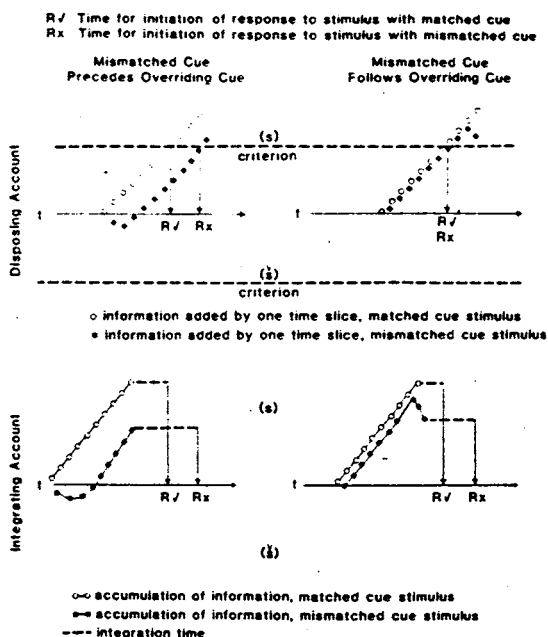 R√ Time for initiation of response to stimulus with matched cue
Rx Time for initiation of response to stimulus with mismatched cue
Mismatched Cue
Precedes Overriding Cue
Mismatched Cue
Follows Overriding Cue
Disposing Account
(s)
criterion
t
R√
Rx
t
R√
Rx
(š)
criterion
○ information added by one time slice, matched cue stimulus
• information added by one time slice, mismatched cue stimulus
Integrating Account
(s)
t
R√
Rx
t
R√
Rx
(š)
accumulation of information, matched cue stimulus
accumulation of information, mismatched cue stimulus
integration time